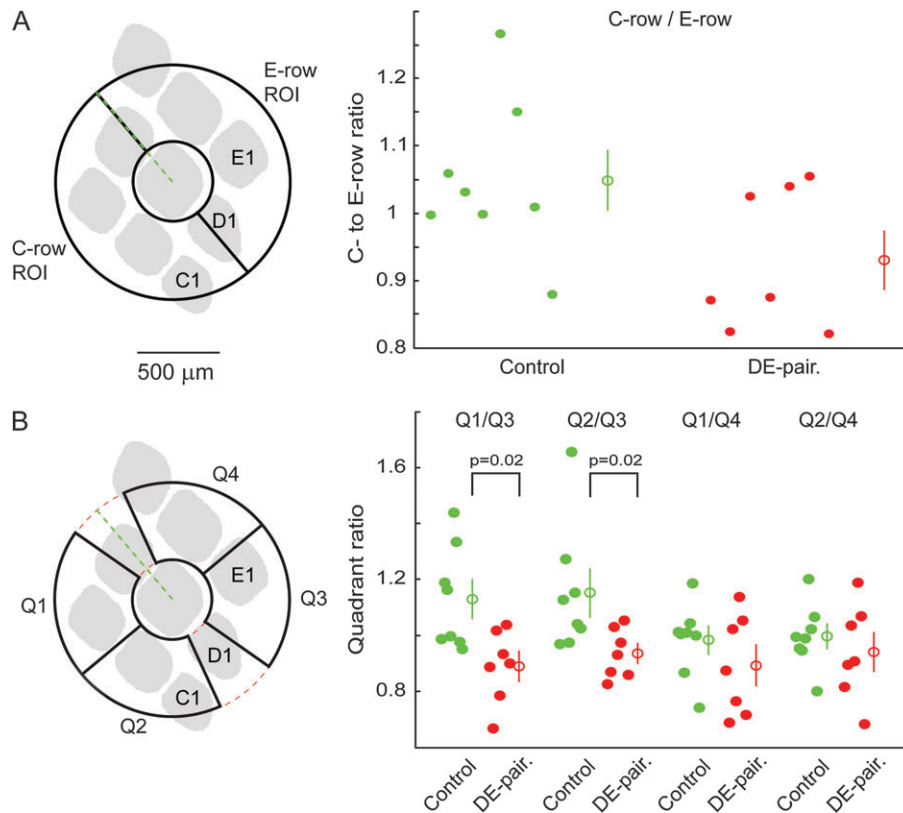 A
E-row
ROI
E1
D1
C1
C-row
ROI
500 μm
C-row / E-row
C- to E-row ratio
1.2
1.1
1
0.9
0.8
Control
DE-pair.
B
Q4
Q1
E1
Q3
D1
C1
Q2
Q1/Q3
Q2/Q3
Q1/Q4
Q2/Q4
p=0.02
p=0.02
Quadrant ratio
1.6
1.2
0.8
Control
DE-pair.
Control
DE-pair.
Control
DE-pair.
Control
DE-pair.